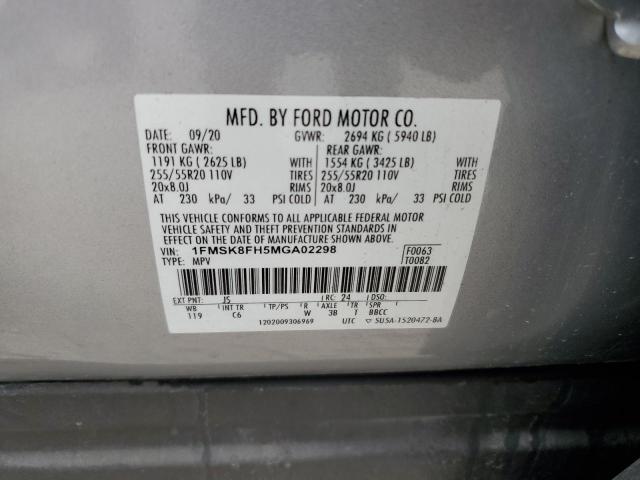 MFD. BY FORD MOTOR CO.
DATE: 09/20 GVWR: 2694 KG ( 5940 LB)
FRONT GAWR: REAR GAWR:
1191 KG ( 2625 LB) WITH 1554 KG ( 3425 LB) WITH
255/55R20 110V TIRES 255/55R20 110V TIRES
20x8.0J RIMS 20x8.0J RIMS
AT 230 kPa/ 33 PSI COLD AT 230 kPa/ 33 PSI COLD
THIS VEHICLE CONFORMS TO ALL APPLICABLE FEDERAL MOTOR
VEHICLE SAFETY AND THEFT PREVENTION STANDARDS
IN EFFECT ON THE DATE OF MANUFACTURE SHOWN ABOVE.
VIN: 1FMSK8FH5MGA02298 F0063
TYPE: MPV T0082
EXT PNT: JS RC: 24 DSO:
WB INT TR TP/PS R AXLE TR SPR
119 C6 W 3B T BBCC
1202009306969 UTC ▽ SU5A-1520472-BA